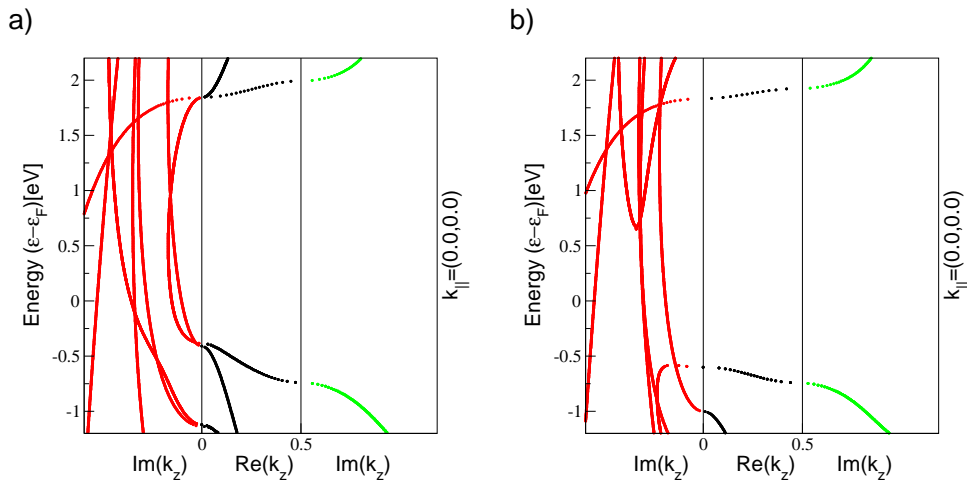 a)
b)
Energy (ε−ε_F)[eV]
2
1.5
1
0.5
0
-0.5
-1
0
0.5
Im(k_z)
Re(k_z)
Im(k_z)
k_||=(0.0,0.0)
Energy (ε−ε_F)[eV]
2
1.5
1
0.5
0
-0.5
-1
0
0.5
Im(k_z)
Re(k_z)
Im(k_z)
k_||=(0.0,0.0)